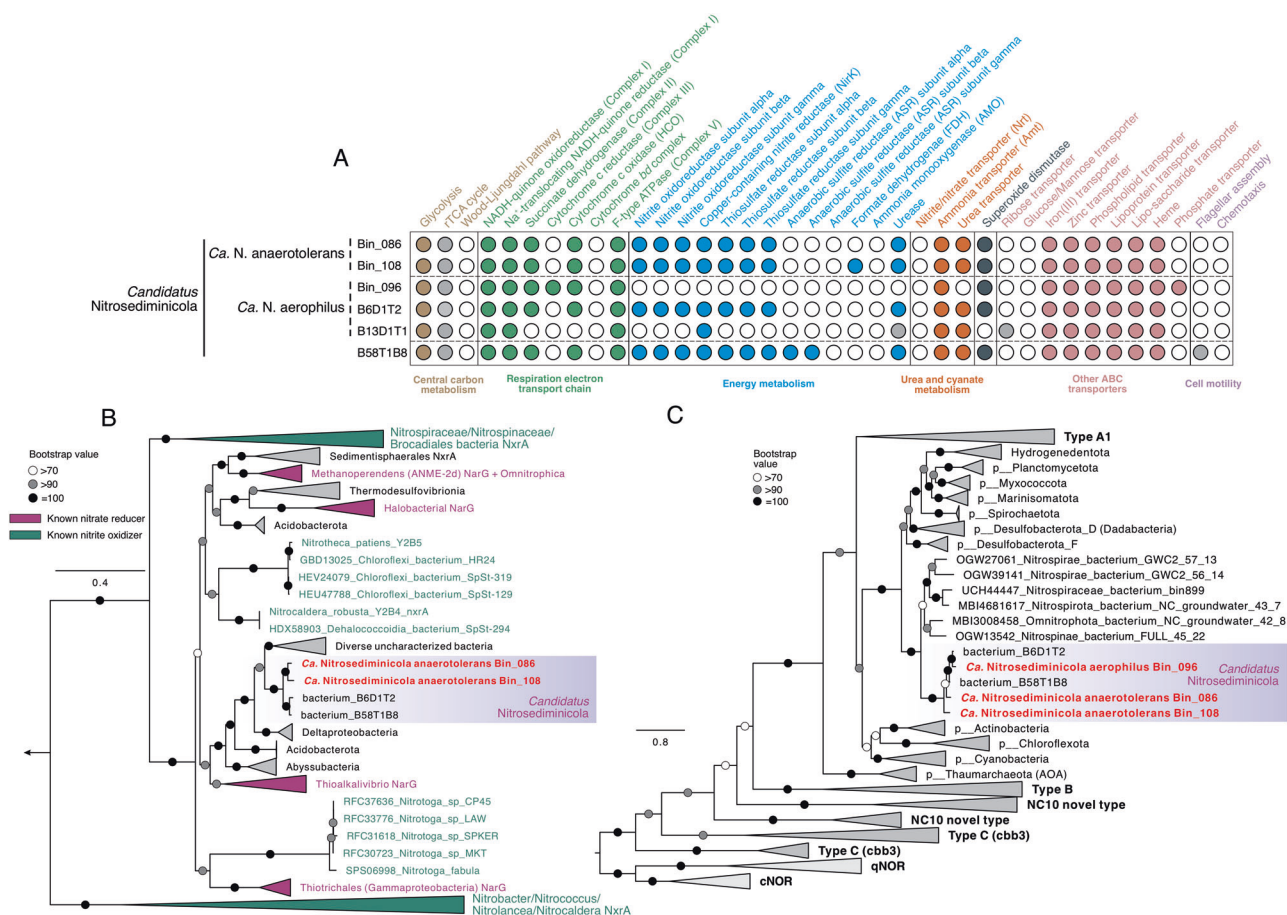 A
Glycolysis
rTCA cycle
Wood-Ljungdahl pathway
NADH-quinone oxidoreductase (Complex I)
Na⁺-translocating NADH-quinone reductase (Complex I)
Succinate dehydrogenase (Complex II)
Cytochrome c reductase (Complex III)
Cytochrome c oxidase (HCO)
Cytochrome bd complex
F-type ATPase (Complex V)
Nitrite oxidoreductase subunit alpha
Nitrite oxidoreductase subunit beta
Nitrite oxidoreductase subunit gamma
Copper-containing nitrite reductase (NirK)
Thiosulfate reductase subunit alpha
Thiosulfate reductase subunit beta
Thiosulfate reductase subunit gamma
Anaerobic sulfite reductase (ASR) subunit alpha
Anaerobic sulfite reductase (ASR) subunit beta
Anaerobic sulfite reductase (ASR) subunit gamma
Formate dehydrogenase (FDH)
Ammonia monooxygenase (AMO)
Urease
Nitrite/nitrate transporter (Nrt)
Ammonia transporter (Amt)
Urea transporter
Superoxide dismutase
Ribose transporter
Glucose/Mannose transporter
Iron(III) transporter
Zinc transporter
Phospholipid transporter
Lipoprotein transporter
Lipo-saccharide transporter
Heme
Phosphate transporter
Flagellar assembly
Chemotaxis
Candidatus
Nitrosediminicola
Ca. N. anaerotolerans
Ca. N. aerophilus
Bin_086
Bin_108
Bin_096
B6D1T2
B13D1T1
B58T1B8
Central carbon
metabolism
Respiration electron
transport chain
Energy metabolism
Urea and cyanate
metabolism
Other ABC
transporters
Cell motility
B
Bootstrap value
>70
>90
=100
Known nitrate reducer
Known nitrite oxidizer
0.4
Nitrospiraceae/Nitrospinaceae/
Brocadiales bacteria NxrA
Sedimentisphaerales NxrA
Methanoperendens (ANME-2d) NarG + Omnitrophica
Thermodesulfovibrionia
Halobacterial NarG
Acidobacterota
Nitrotheca_patiens_Y2B5
GBD13025_Chloroflexi_bacterium_HR24
HEV24079_Chloroflexi_bacterium_SpSt-319
HEU47788_Chloroflexi_bacterium_SpSt-129
Nitrocaldera_robusta_Y2B4_nxrA
HDX58903_Dehalococcoidia_bacterium_SpSt-294
Diverse uncharacterized bacteria
Ca. Nitrosediminicola anaerotolerans Bin_086
Ca. Nitrosediminicola anaerotolerans Bin_108
bacterium_B6D1T2
bacterium_B58T1B8
Candidatus
Nitrosediminicola
Deltaproteobacteria
Acidobacterota
Abyssubacteria
Thioalkalivibrio NarG
RFC37636_Nitrotoga_sp_CP45
RFC33776_Nitrotoga_sp_LAW
RFC31618_Nitrotoga_sp_SPKER
RFC30723_Nitrotoga_sp_MKT
SPS06998_Nitrotoga_fabula
Thiotrichales (Gammaproteobacteria) NarG
Nitrobacter/Nitrococcus/
Nitrolancea/Nitrocaldera NxrA
C
Bootstrap
value
>70
>90
=100
0.8
Type A1
Hydrogenedentota
p__Planctomycetota
p__Myxococcota
p__Marinisomatota
p__Spirochaetota
p__Desulfobacterota_D (Dadabacteria)
p__Desulfobacterota_F
OGW27061_Nitrospirae_bacterium_GWC2_57_13
OGW39141_Nitrospirae_bacterium_GWC2_56_14
UCH44447_Nitrospiraceae_bacterium_bin899
MBI4681617_Nitrospirota_bacterium_NC_groundwater_43_7
MBI3008458_Omnitrophota_bacterium_NC_groundwater_42_8
OGW13542_Nitrospinae_bacterium_FULL_45_22
bacterium_B6D1T2
Ca. Nitrosediminicola aerophilus Bin_096
bacterium_B58T1B8
Ca. Nitrosediminicola anaerotolerans Bin_086
Ca. Nitrosediminicola anaerotolerans Bin_108
Candidatus
Nitrosediminicola
p__Actinobacteria
p__Chloroflexota
p__Cyanobacteria
p__Thaumarchaeota (AOA)
Type B
NC10 novel type
NC10 novel type
Type C (cbb3)
Type C (cbb3)
qNOR
cNOR